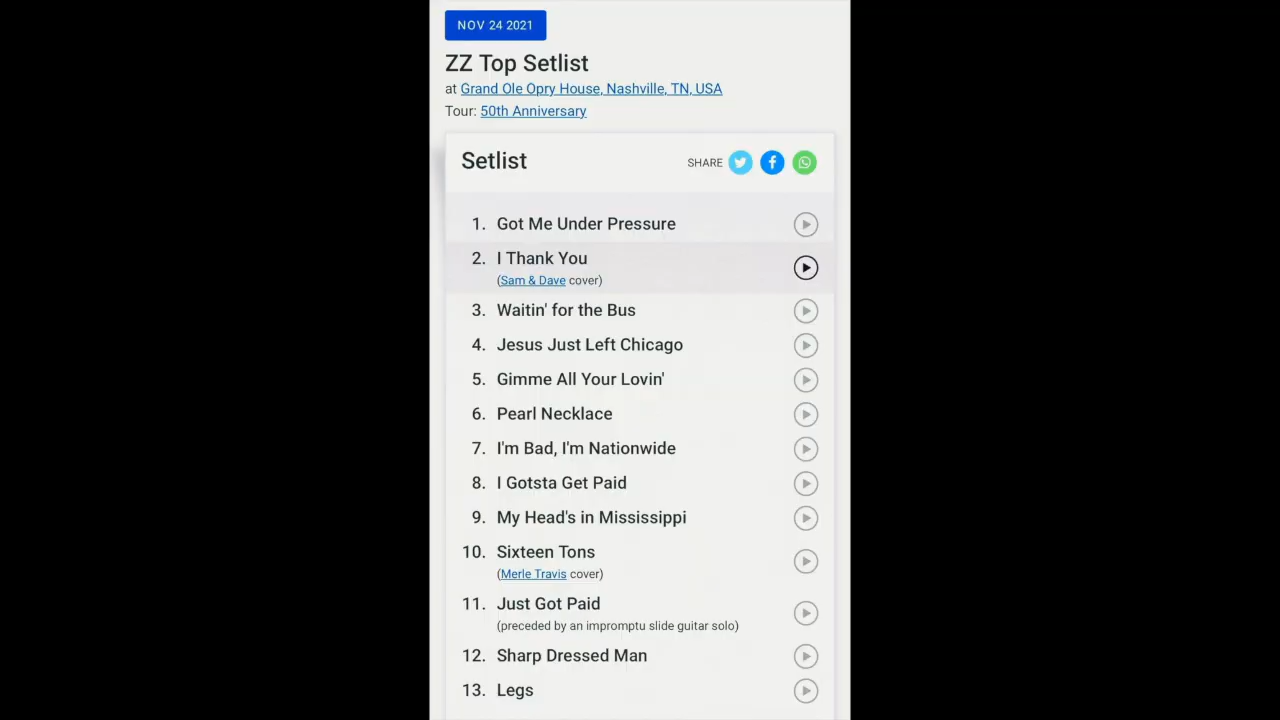 NOV 24 2021
ZZ Top Setlist
at Grand Ole Opry House, Nashville, TN, USA
Tour: 50th Anniversary
Setlist
SHARE
1. Got Me Under Pressure
2. I Thank You
(Sam & Dave cover)
3. Waitin' for the Bus
4. Jesus Just Left Chicago
5. Gimme All Your Lovin'
6. Pearl Necklace
7. I'm Bad, I'm Nationwide
8. I Gotsta Get Paid
9. My Head's in Mississippi
10. Sixteen Tons
(Merle Travis cover)
11. Just Got Paid
(preceded by an impromptu slide guitar solo)
12. Sharp Dressed Man
13. Legs